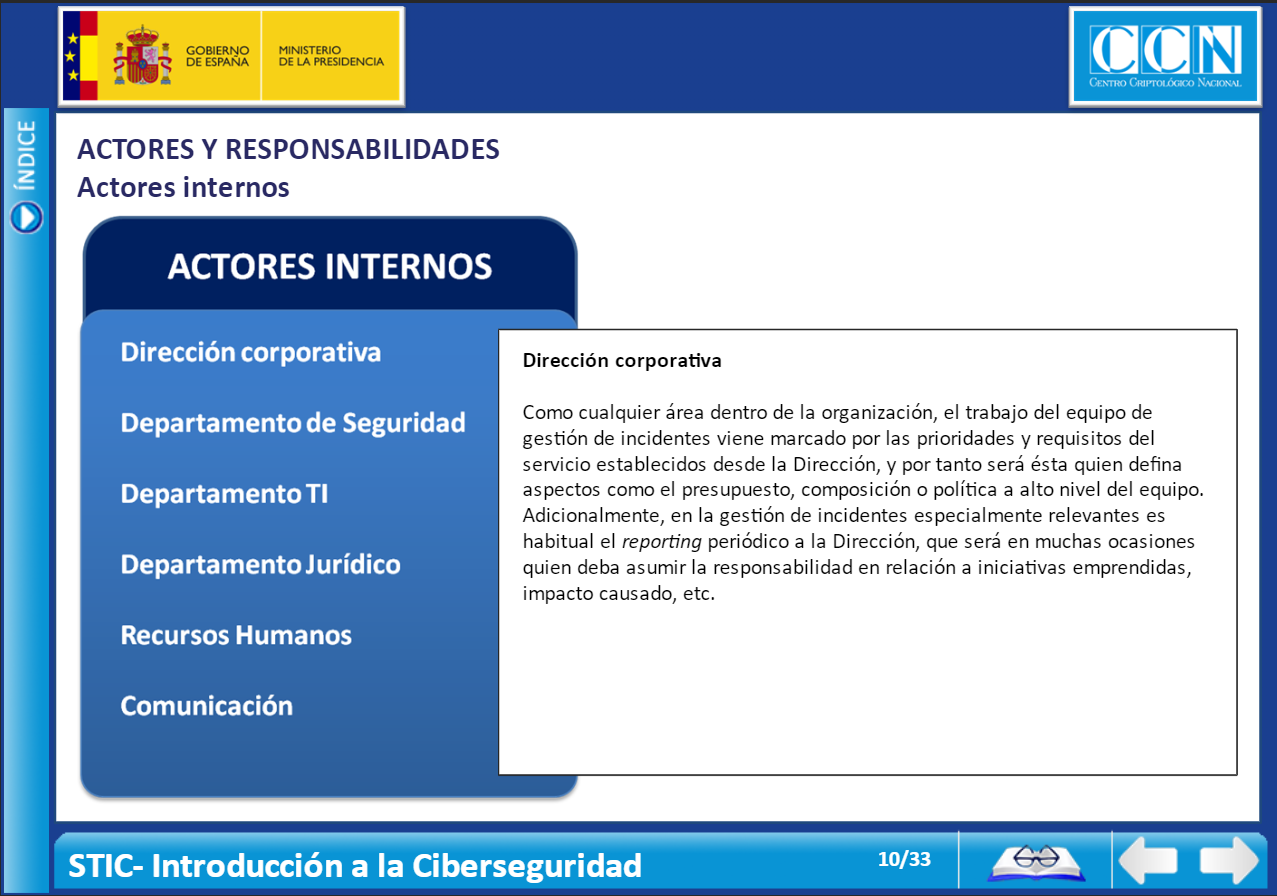 GOBIERNO
DE ESPAÑA
MINISTERIO
DE LA PRESIDENCIA
CCN
CENTRO CRIPTOLÓGICO NACIONAL
ÍNDICE
ACTORES Y RESPONSABILIDADES
Actores internos
ACTORES INTERNOS
Dirección corporativa
Departamento de Seguridad
Departamento TI
Departamento Jurídico
Recursos Humanos
Comunicación
Dirección corporativa
Como cualquier área dentro de la organización, el trabajo del equipo de
gestión de incidentes viene marcado por las prioridades y requisitos del
servicio establecidos desde la Dirección, y por tanto será ésta quien defina
aspectos como el presupuesto, composición o política a alto nivel del equipo.
Adicionalmente, en la gestión de incidentes especialmente relevantes es
habitual el reporting periódico a la Dirección, que será en muchas ocasiones
quien deba asumir la responsabilidad en relación a iniciativas emprendidas,
impacto causado, etc.
STIC- Introducción a la Ciberseguridad
10/33